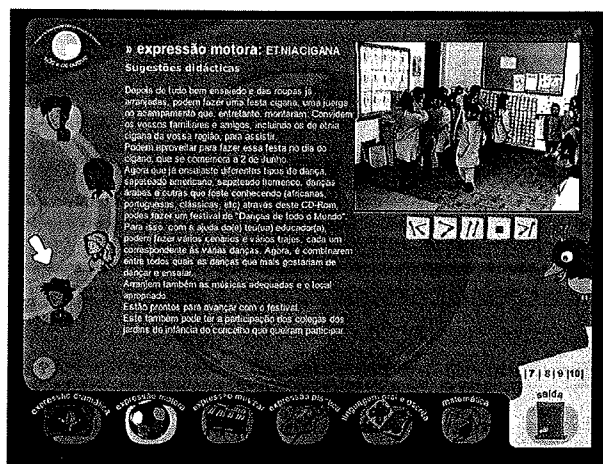 » expressão motora: ETNIA CIGANA
Sugestões didácticas
Depois de tudo bem ensaiado e das roupas já
arranjadas, podem fazer uma festa cigana, uma juerga
no acampamento que, entretanto, montaram. Convidem
os vossos familiares e amigos, incluindo os de etnia
cigana da vossa região, para assistir.
Podem aproveitar para fazer essa festa no dia do
cigano, que se comemora a 2 de Junho.
Agora que já ensaiaste diferentes tipos de dança,
sapateado americano, sapateado flamenco, danças
árabes e outras que foste conhecendo (africanas,
portuguesas, clássicas, etc) através deste CD-Rom,
podes fazer um festival de "Danças de todo o Mundo".
Para isso, com a ajuda do(e) teu(ua) educador(a),
podem fazer vários cenários e vários trajes, cada um
correspondente às várias danças. Agora, é combinarem
entre todos quais as danças que mais gostariam de
dançar e ensaiar.
Arranjem também as músicas adequadas e o local
apropriado.
Estão prontos para avançar com o festival.
Este também pode ter a participação dos colegas dos
jardins de infância do concelho que queiram participar.
|7|8|9|10|
saída
expressão dramática
expressão motora
expressão musical
expressão plástica
linguagem oral e escrita
matemática